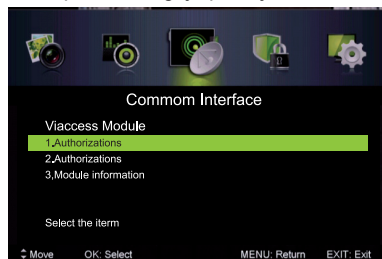 Commom Interface
Viaccess Module
1,Authorizations
2,Authorizations
3,Module information
Select the iterm
Move OK: Select MENU: Return EXIT: Exit